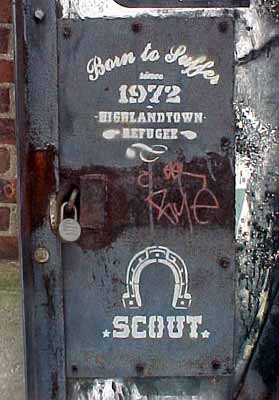 Born to Suffer
since
1972
HIGHLANDTOWN
REFUGEE
SCOUT